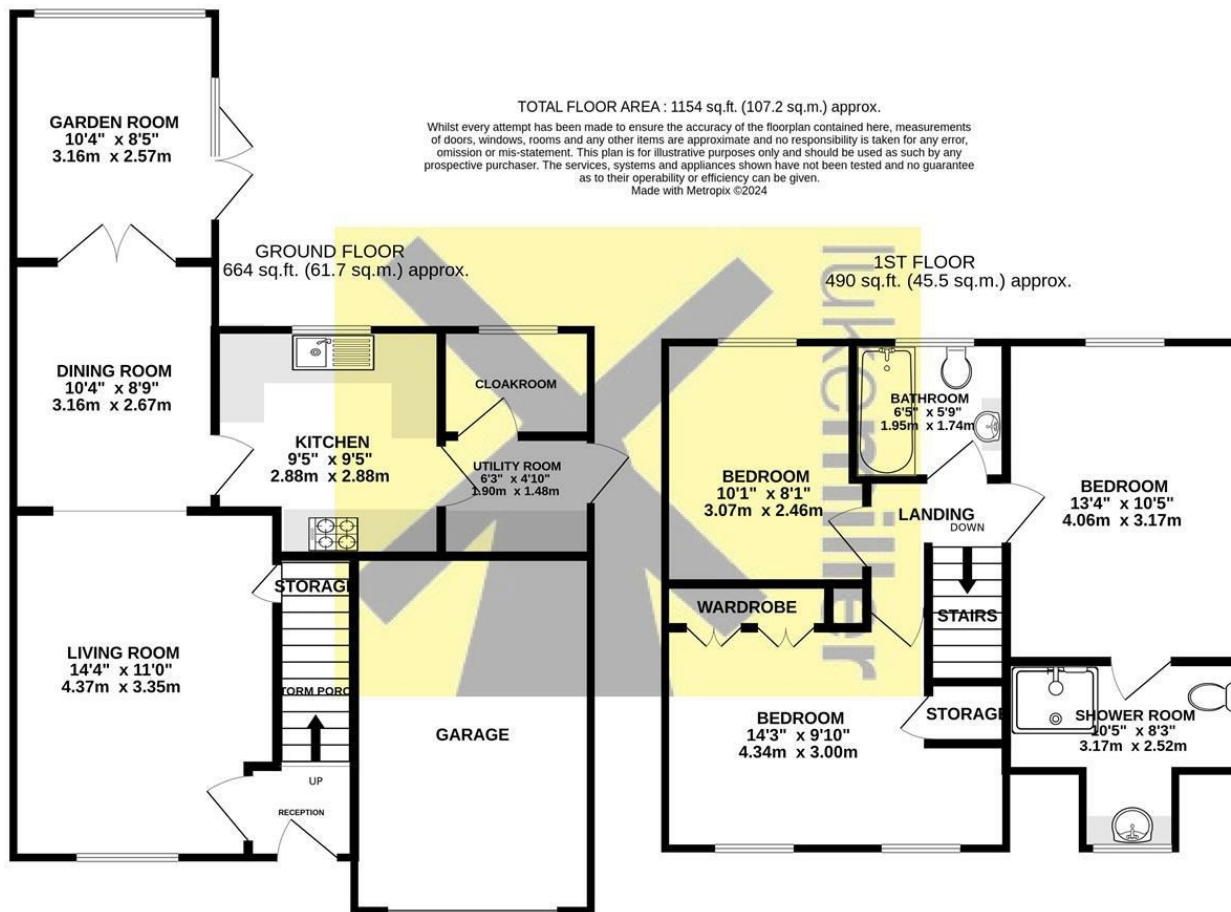 TOTAL FLOOR AREA : 1154 sq.ft. (107.2 sq.m.) approx.
Whilst every attempt has been made to ensure the accuracy of the floorplan contained here, measurements
of doors, windows, rooms and any other items are approximate and no responsibility is taken for any error,
omission or mis-statement. This plan is for illustrative purposes only and should be used as such by any
prospective purchaser. The services, systems and appliances shown have not been tested and no guarantee
as to their operability or efficiency can be given.
Made with Metropix ©2024
GROUND FLOOR
664 sq.ft. (61.7 sq.m.) approx.
GARDEN ROOM
10'4" x 8'5"
3.16m x 2.57m
DINING ROOM
10'4" x 8'9"
3.16m x 2.67m
KITCHEN
9'5" x 9'5"
2.88m x 2.88m
CLOAKROOM
UTILITY ROOM
6'3" x 4'10"
1.90m x 1.48m
STORAGE
LIVING ROOM
14'4" x 11'0"
4.37m x 3.35m
TORM PORC
GARAGE
UP
RECEPTION
1ST FLOOR
490 sq.ft. (45.5 sq.m.) approx.
BATHROOM
6'5" x 5'9"
1.95m x 1.74m
BEDROOM
10'1" x 8'1"
3.07m x 2.46m
LANDING
DOWN
BEDROOM
13'4" x 10'5"
4.06m x 3.17m
WARDROBE
STAIRS
BEDROOM
14'3" x 9'10"
4.34m x 3.00m
STORAGE
SHOWER ROOM
10'5" x 8'3"
3.17m x 2.52m
lukemiller